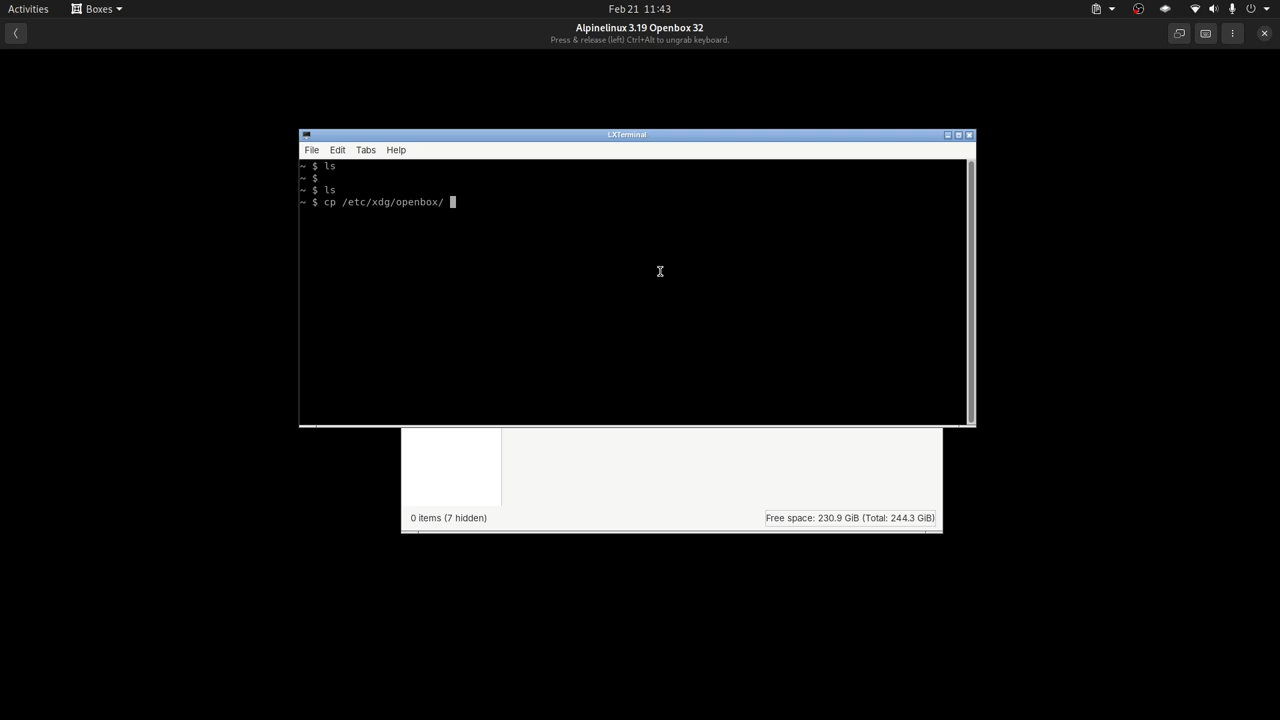 Activities
Boxes
Feb 21 11:43
Alpinelinux 3.19 Openbox 32
Press & release (left) Ctrl+Alt to ungrab keyboard.
LXTerminal
File Edit Tabs Help
~ $ ls
~ $
~ $ ls
~ $ cp /etc/xdg/openbox/
0 items (7 hidden)
Free space: 230.9 GiB (Total: 244.3 GiB)